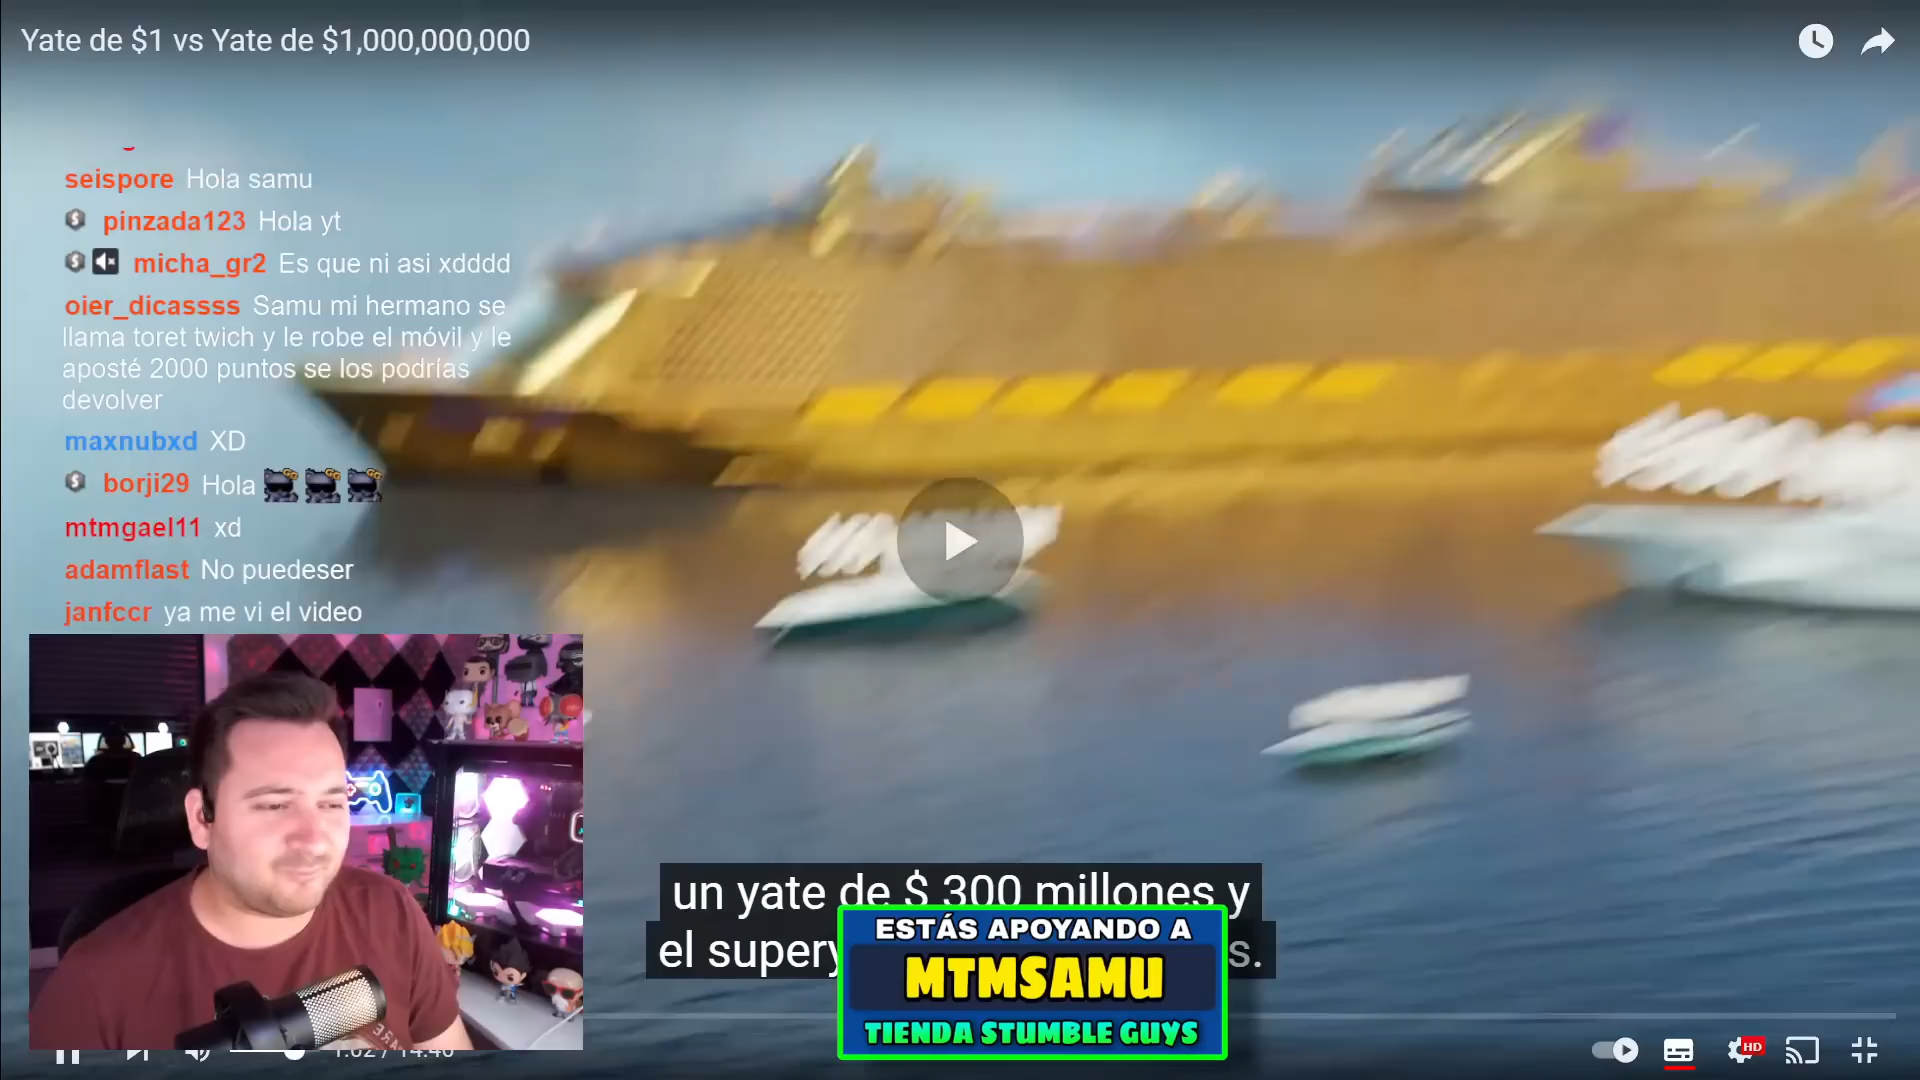 Yate de $1 vs Yate de $1,000,000,000
seispore Hola samu
pinzada123 Hola yt
micha_gr2 Es que ni asi xdddd
oier_dicassss Samu mi hermano se
llama toret twich y le robe el móvil y le
aposté 2000 puntos se los podrías
devolver
maxnubxd XD
borji29 Hola
mtmgael11 xd
adamflast No puedeser
janfccr ya me vi el video
un yate de $ 300 millones y
el supery
s.
ESTÁS APOYANDO A
MTMSAMU
TIENDA STUMBLE GUYS
HD